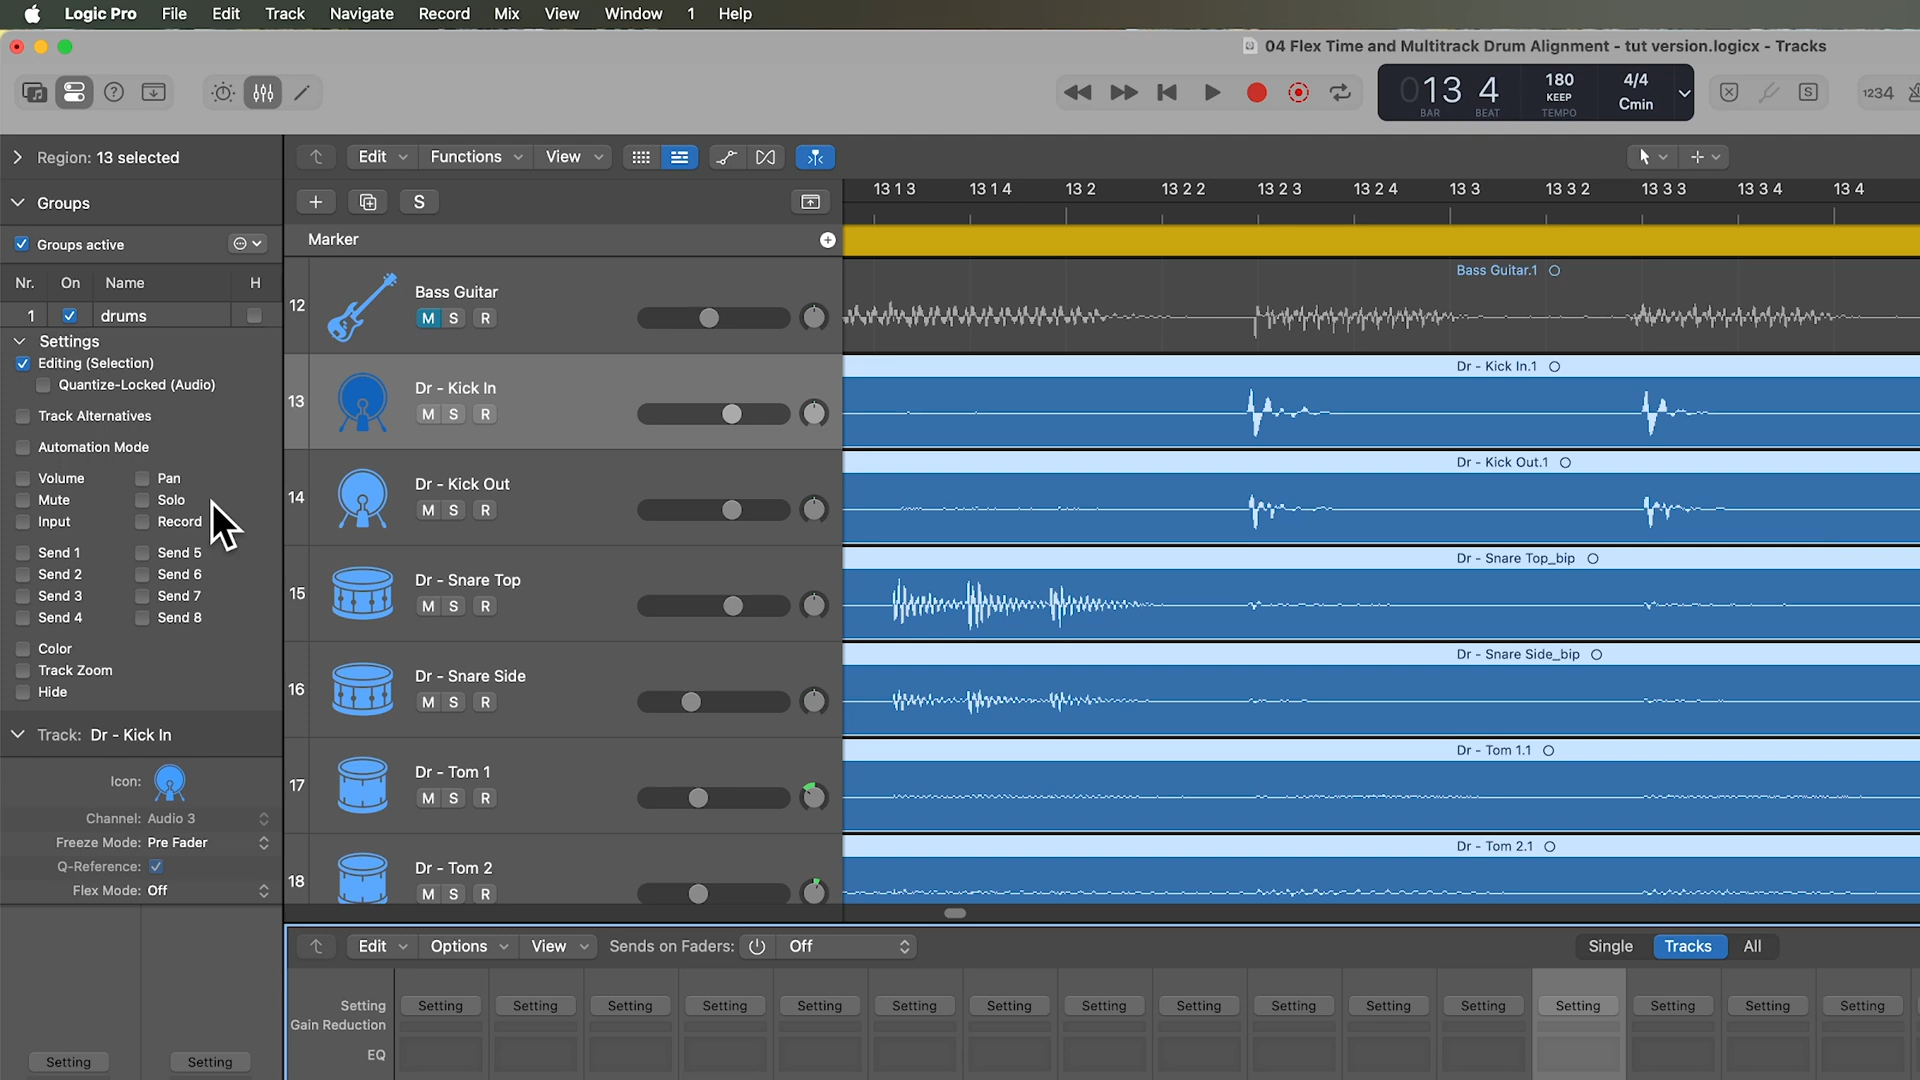 Logic Pro File Edit Track Navigate Record Mix View Window 1 Help
04 Flex Time and Multitrack Drum Alignment - tut version.logicx - Tracks
013 4 180 4/4
KEEP Cmin 1234
BAR BEAT TEMPO
Region: 13 selected
Edit Functions View
Groups
S
13 1 3 13 1 4 13 2 13 2 2 13 2 3 13 2 4 13 3 13 3 2 13 3 3 13 3 4 13 4
Groups active
Marker
Nr. On Name H
1 drums
Settings
Editing (Selection)
Quantize-Locked (Audio)
Track Alternatives
Automation Mode
Volume Pan
Mute Solo
Input Record
Send 1 Send 5
Send 2 Send 6
Send 3 Send 7
Send 4 Send 8
Color
Track Zoom
Hide
Track: Dr - Kick In
Icon:
Channel: Audio 3
Freeze Mode: Pre Fader
Q-Reference:
Flex Mode: Off
Setting Setting
12 Bass Guitar
M S R
Bass Guitar.1
13 Dr - Kick In
M S R
Dr - Kick In.1
14 Dr - Kick Out
M S R
Dr - Kick Out.1
15 Dr - Snare Top
M S R
Dr - Snare Top_bip
16 Dr - Snare Side
M S R
Dr - Snare Side_bip
17 Dr - Tom 1
M S R
Dr - Tom 1.1
18 Dr - Tom 2
M S R
Dr - Tom 2.1
Edit Options View Sends on Faders: Off Single Tracks All
Setting Setting Setting Setting Setting Setting Setting Setting Setting Setting Setting Setting Setting Setting Setting Setting Setting
Gain Reduction
EQ